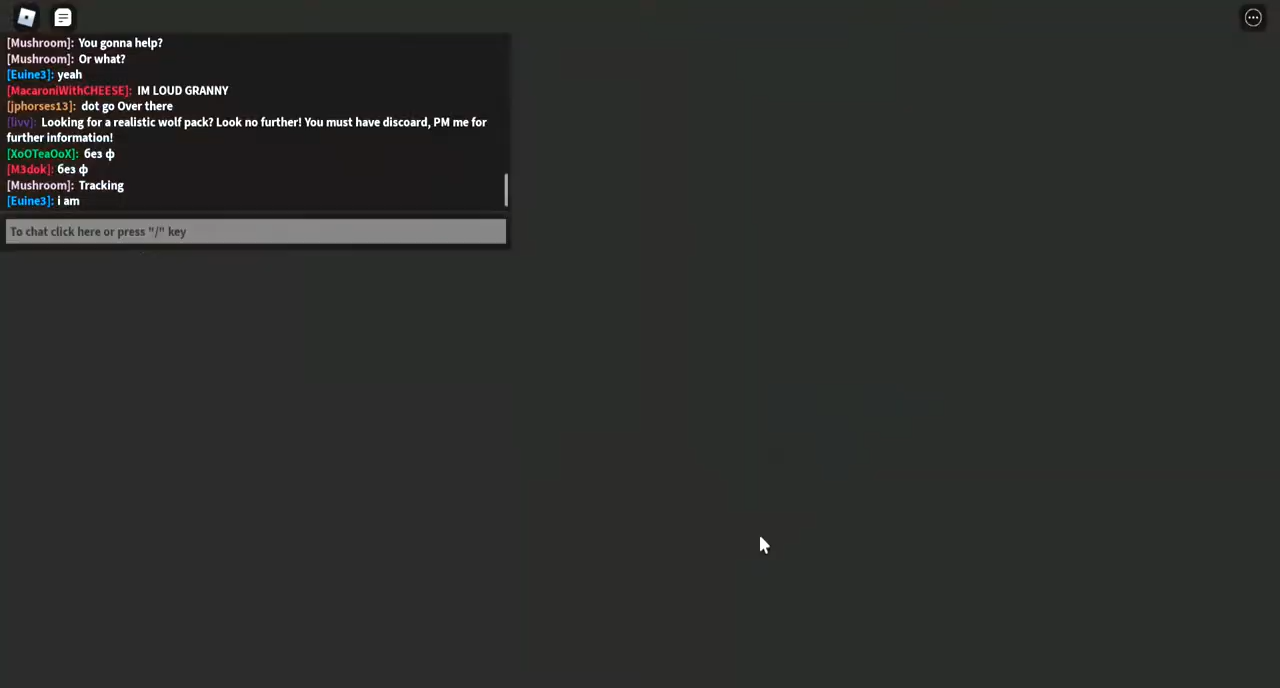 [Mushroom]: You gonna help?
[Mushroom]: Or what?
[Euine3]: yeah
[MacaroniWithCHEESE]: IM LOUD GRANNY
[jphorses13]: dot go Over there
[livv]: Looking for a realistic wolf pack? Look no further! You must have discoard, PM me for
further information!
[XoOTeaOoX]: без ф
[M3dok]: без ф
[Mushroom]: Tracking
[Euine3]: i am
To chat click here or press "/" key